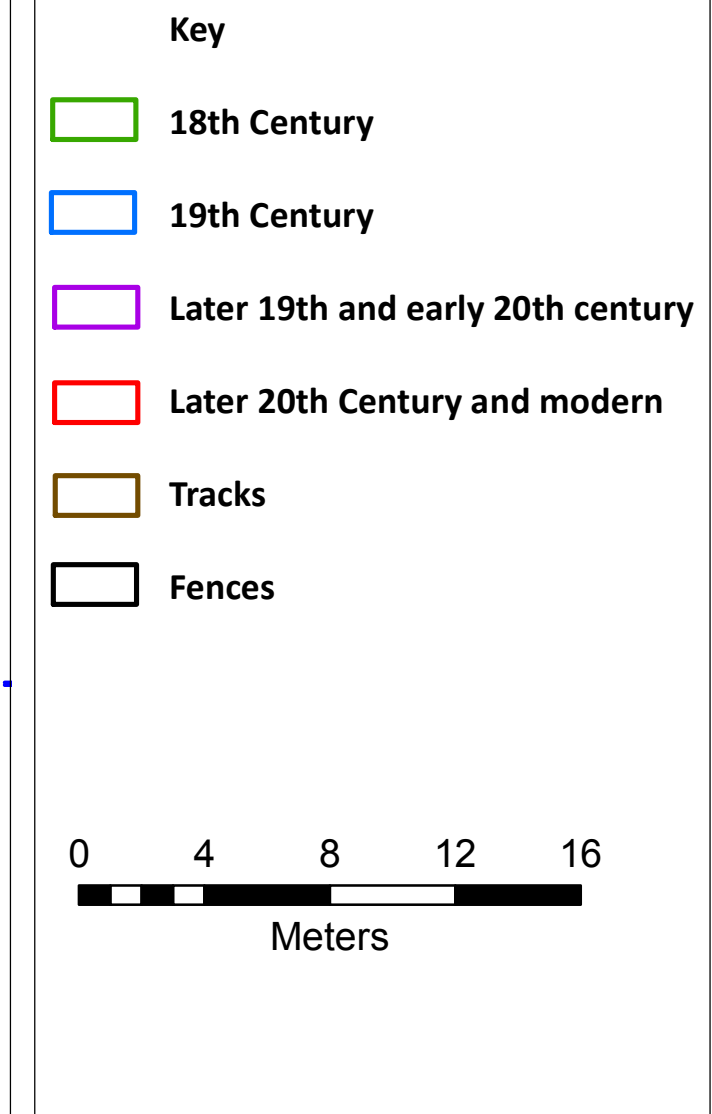 Key
18th Century
19th Century
Later 19th and early 20th century
Later 20th Century and modern
Tracks
Fences
0 4 8 12 16
Meters